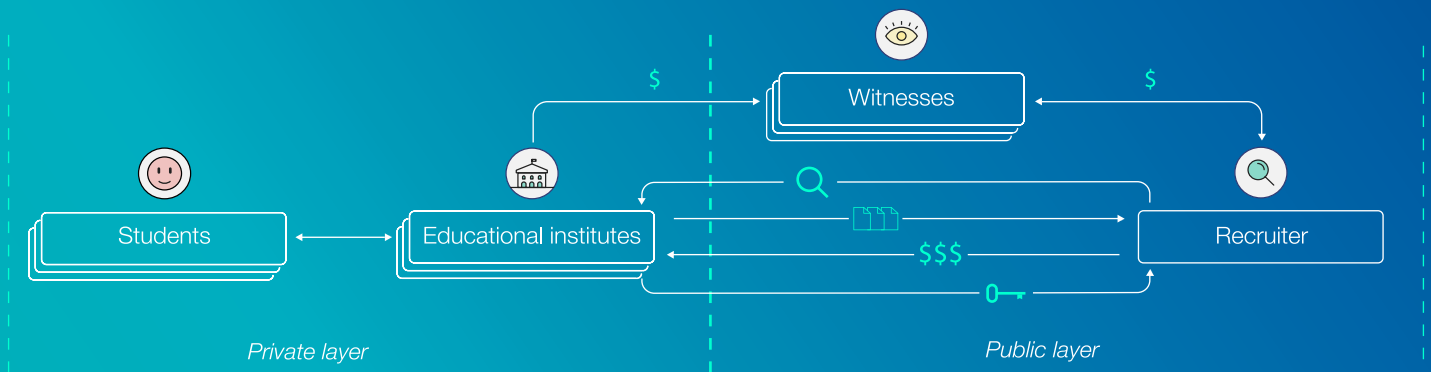 $
Witnesses
$
Students
Educational institutes
$$$
Recruiter
Private layer
Public layer